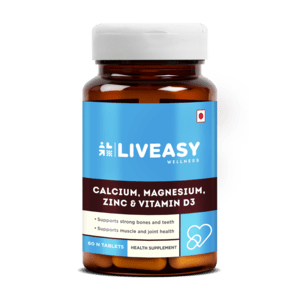 LIVEASY
WELLNESS
CALCIUM, MAGNESIUM,
ZINC & VITAMIN D3
• Supports strong bones and teeth
• Supports muscle and joint health
60 N TABLETS
HEALTH SUPPLEMENT